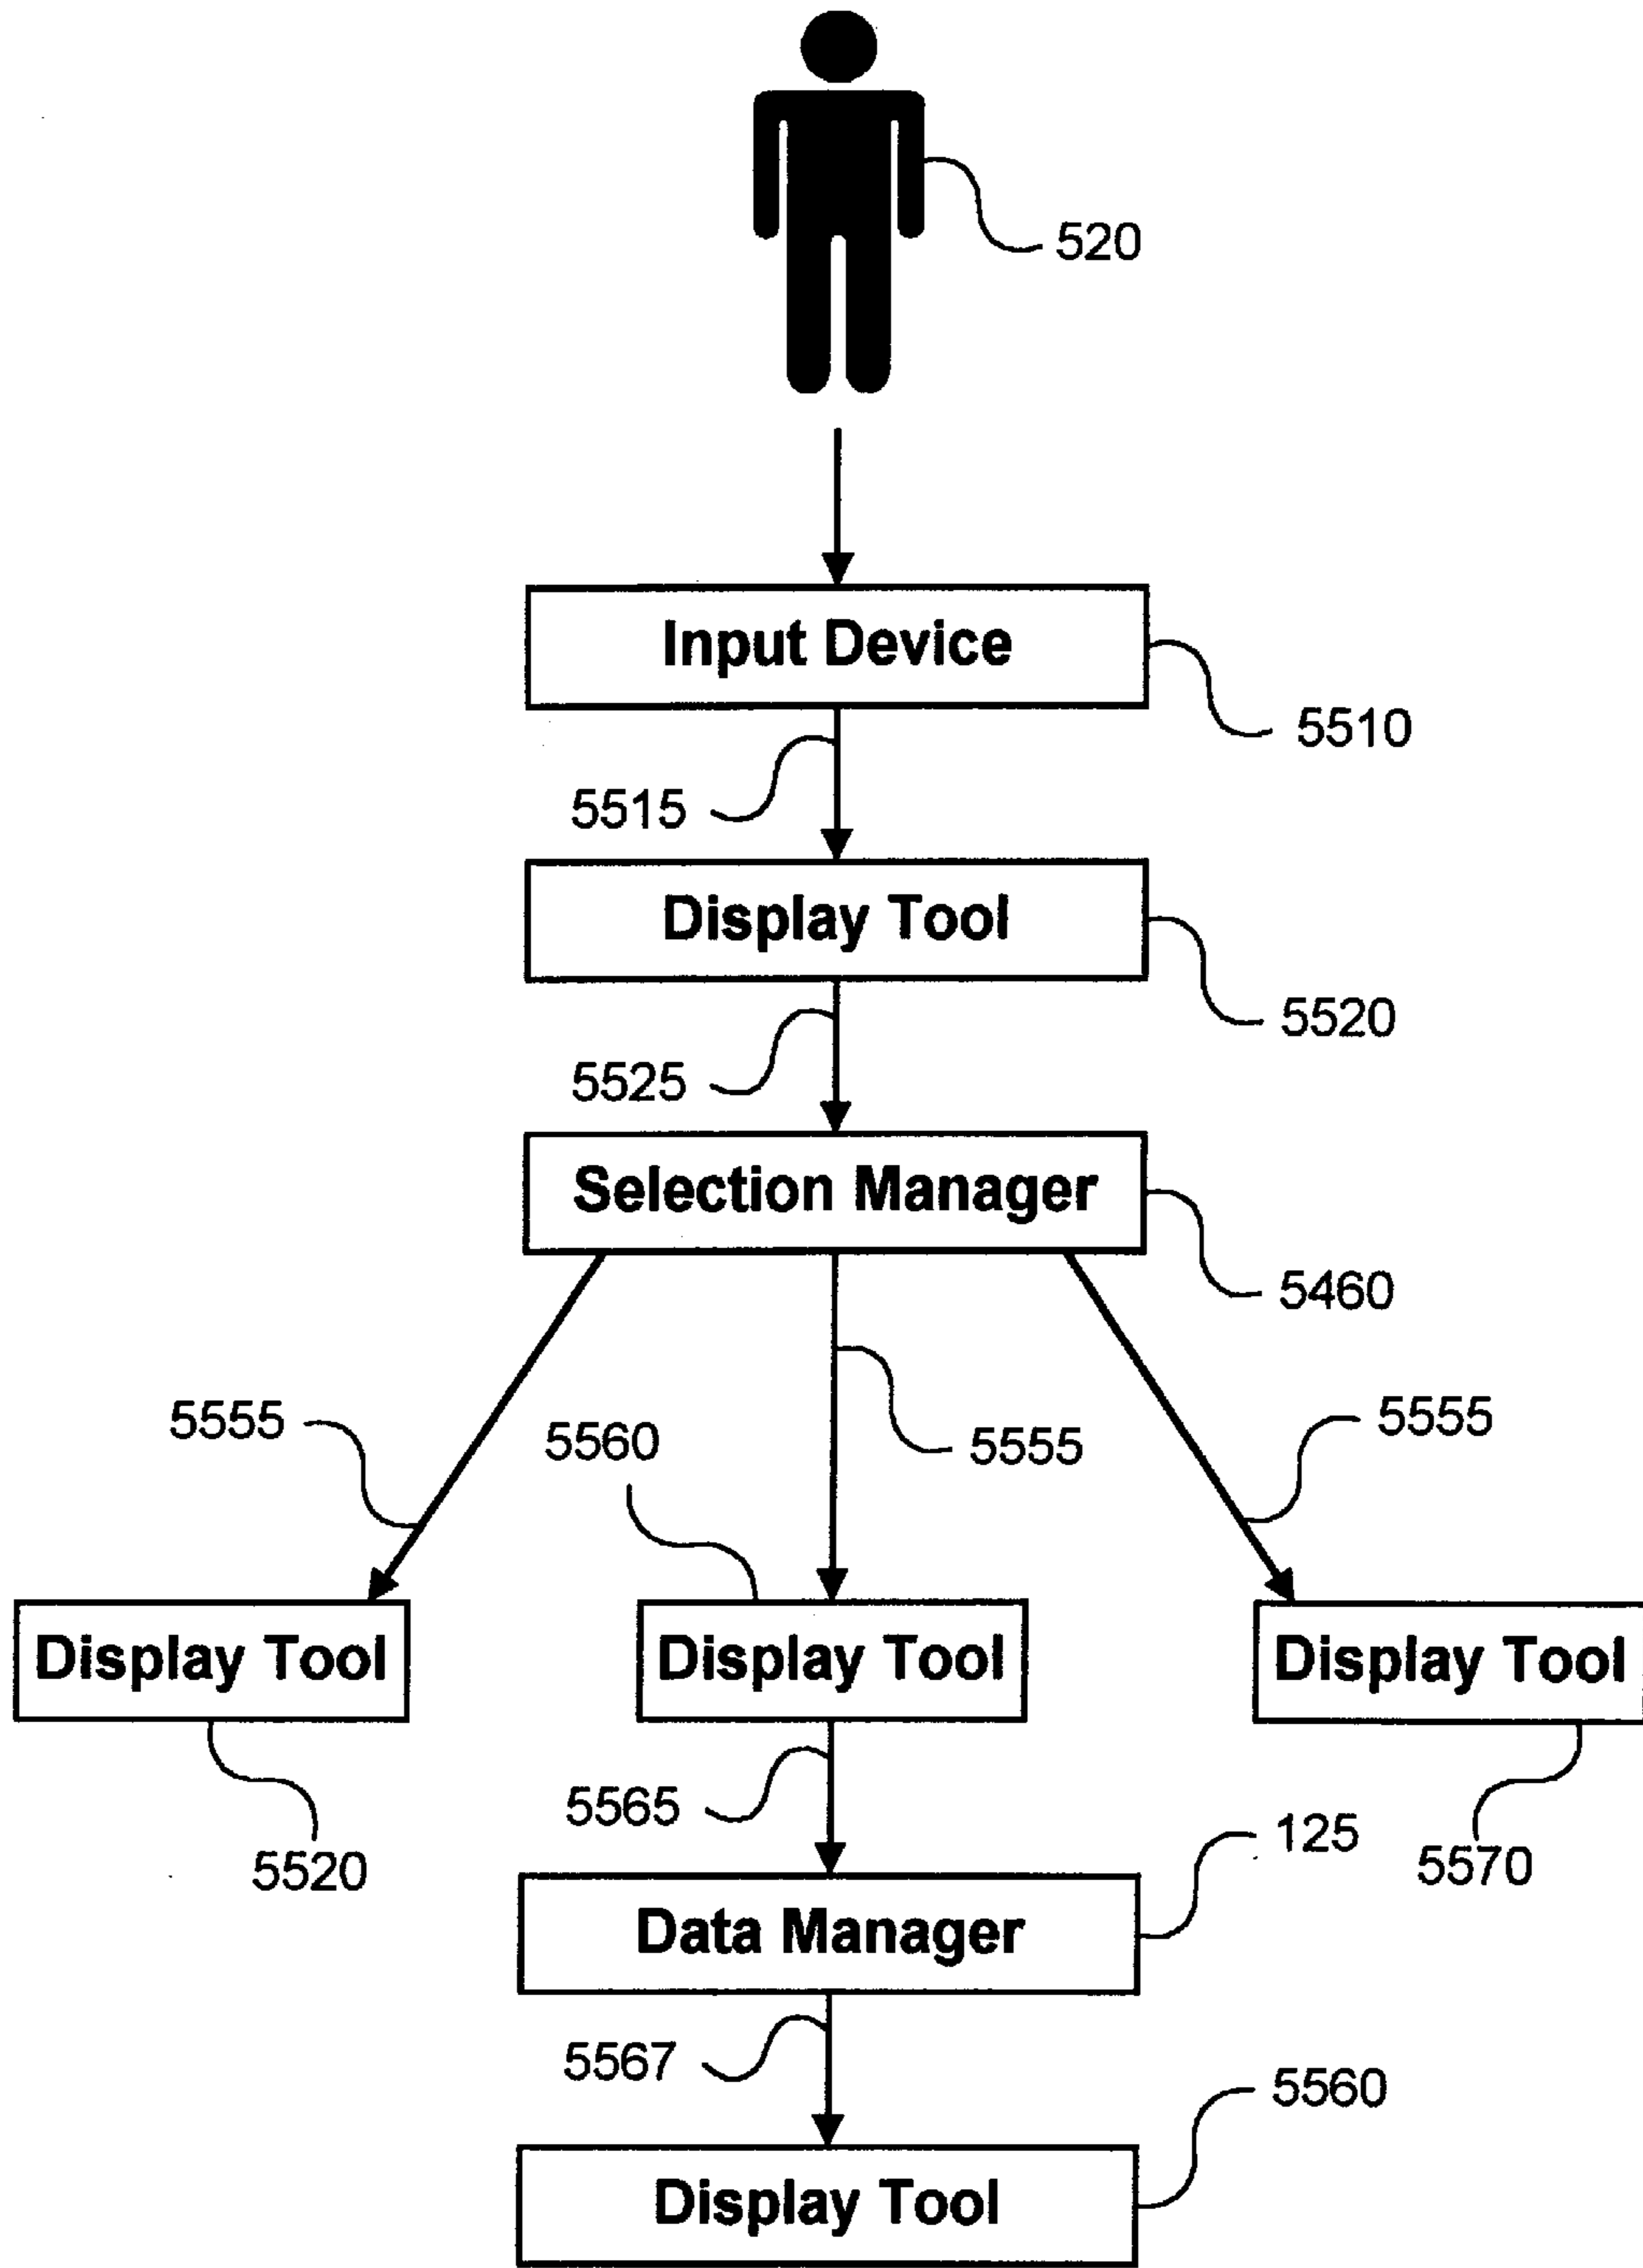 520
Input Device
5510
5515
Display Tool
5520
5525
Selection Manager
5460
5555
5560
5555
5555
Display Tool
Display Tool
Display Tool
5520
5565
125
5570
Data Manager
5567
5560
Display Tool